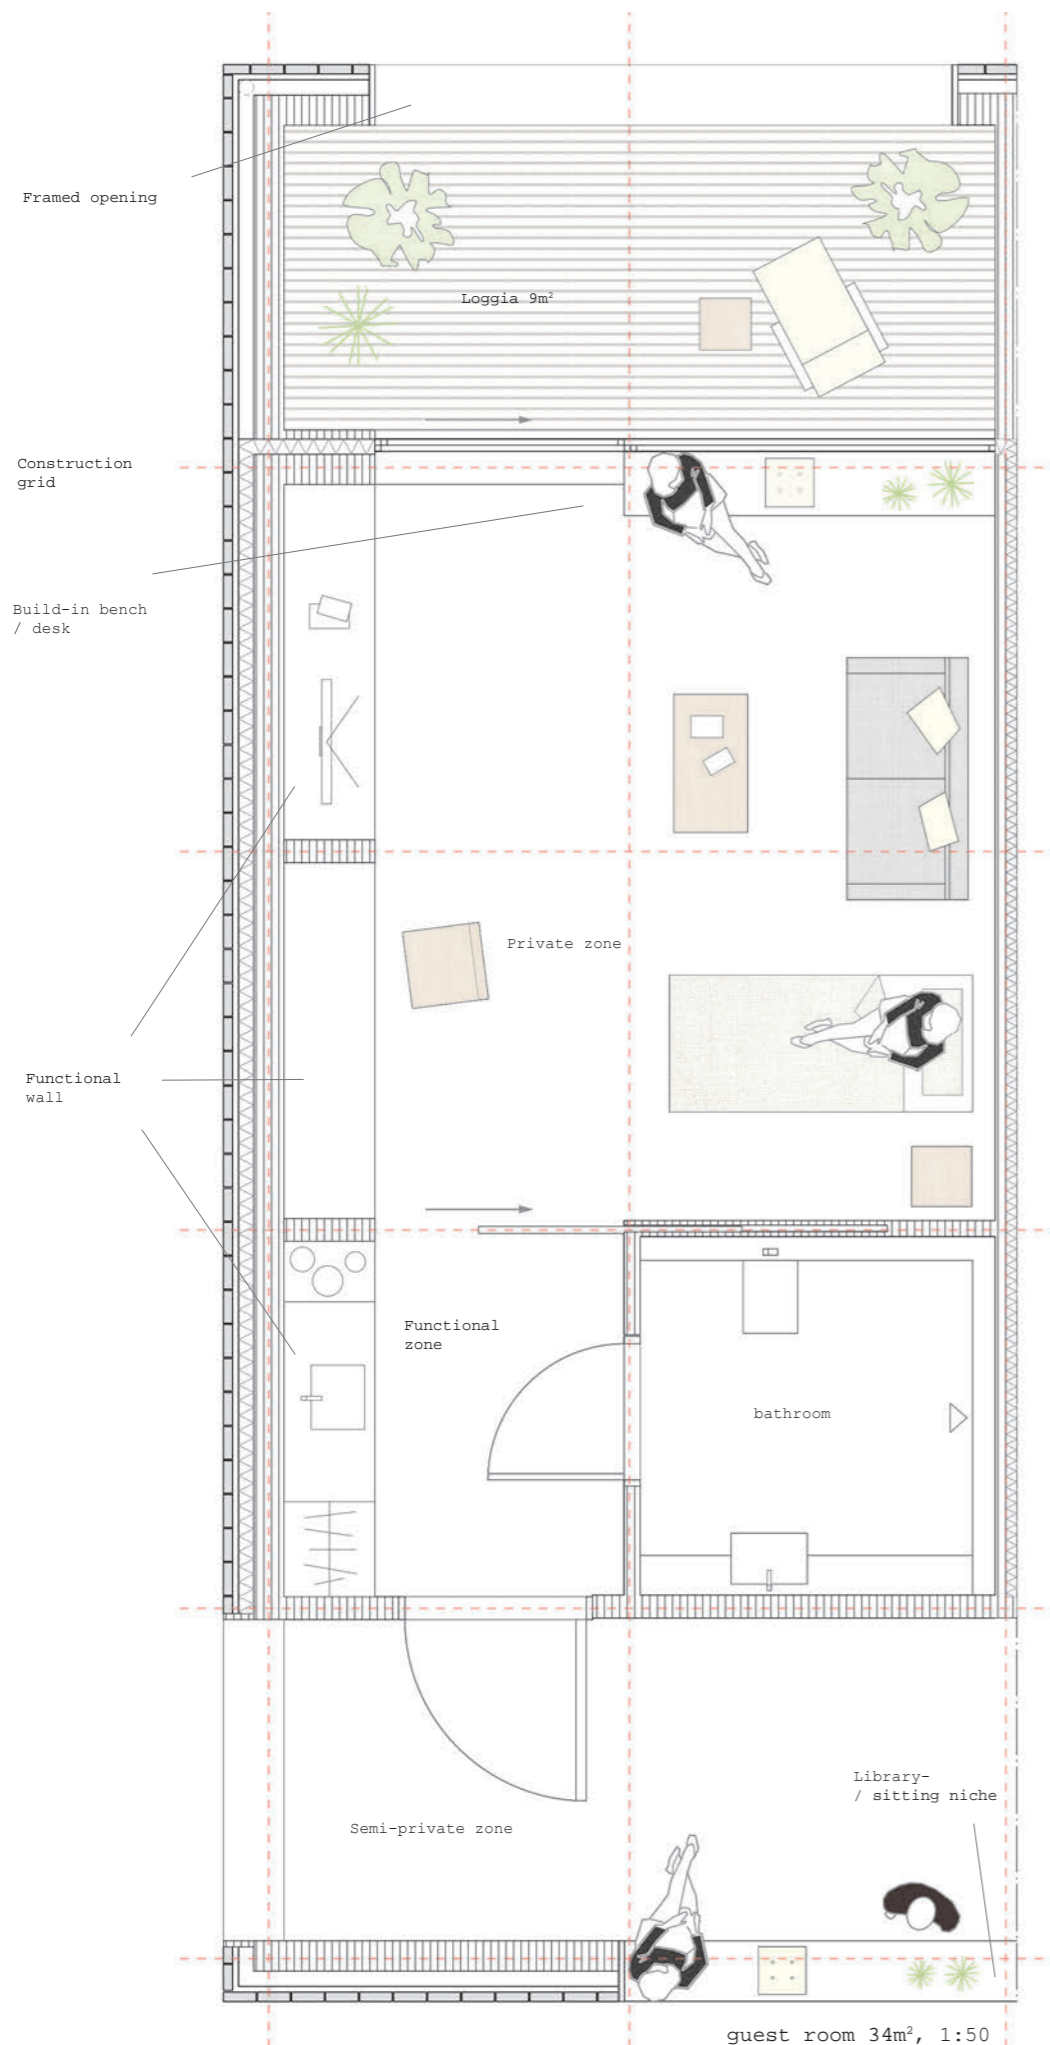 Framed opening
Loggia 9m²
Construction
grid
Build-in bench
/ desk
Private zone
Functional
wall
Functional
zone
bathroom
Library-
/ sitting niche
Semi-private zone
guest room 34m², 1:50